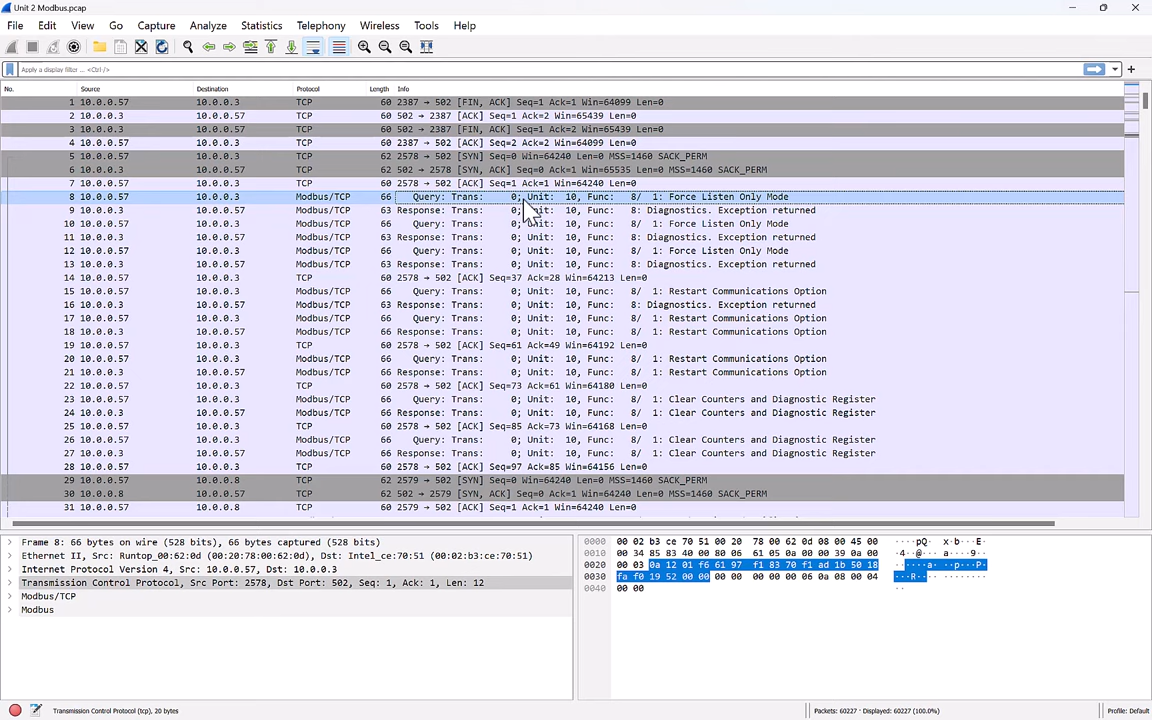 Unit 2 Modbus.pcap
File Edit View Go Capture Analyze Statistics Telephony Wireless Tools Help
Apply a display filter ... <Ctrl-/>
No. Source Destination Protocol Length Info
1 10.0.0.57 10.0.0.3 TCP 60 2387 → 502 [FIN, ACK] Seq=1 Ack=1 Win=64099 Len=0
2 10.0.0.3 10.0.0.57 TCP 60 502 → 2387 [ACK] Seq=1 Ack=2 Win=65439 Len=0
3 10.0.0.3 10.0.0.57 TCP 60 502 → 2387 [FIN, ACK] Seq=1 Ack=2 Win=65439 Len=0
4 10.0.0.57 10.0.0.3 TCP 60 2387 → 502 [ACK] Seq=2 Ack=2 Win=64099 Len=0
5 10.0.0.57 10.0.0.3 TCP 62 2578 → 502 [SYN] Seq=0 Win=64240 Len=0 MSS=1460 SACK_PERM
6 10.0.0.3 10.0.0.57 TCP 62 502 → 2578 [SYN, ACK] Seq=0 Ack=1 Win=65535 Len=0 MSS=1460 SACK_PERM
7 10.0.0.57 10.0.0.3 TCP 60 2578 → 502 [ACK] Seq=1 Ack=1 Win=64240 Len=0
8 10.0.0.57 10.0.0.3 Modbus/TCP 66 Query: Trans: 0; Unit: 10, Func: 8/ 1: Force Listen Only Mode
9 10.0.0.3 10.0.0.57 Modbus/TCP 63 Response: Trans: 0; Unit: 10, Func: 8: Diagnostics. Exception returned
10 10.0.0.57 10.0.0.3 Modbus/TCP 66 Query: Trans: 0; Unit: 10, Func: 8/ 1: Force Listen Only Mode
11 10.0.0.3 10.0.0.57 Modbus/TCP 63 Response: Trans: 0; Unit: 10, Func: 8: Diagnostics. Exception returned
12 10.0.0.57 10.0.0.3 Modbus/TCP 66 Query: Trans: 0; Unit: 10, Func: 8/ 1: Force Listen Only Mode
13 10.0.0.3 10.0.0.57 Modbus/TCP 63 Response: Trans: 0; Unit: 10, Func: 8: Diagnostics. Exception returned
14 10.0.0.57 10.0.0.3 TCP 60 2578 → 502 [ACK] Seq=37 Ack=28 Win=64213 Len=0
15 10.0.0.57 10.0.0.3 Modbus/TCP 66 Query: Trans: 0; Unit: 10, Func: 8/ 1: Restart Communications Option
16 10.0.0.3 10.0.0.57 Modbus/TCP 63 Response: Trans: 0; Unit: 10, Func: 8: Diagnostics. Exception returned
17 10.0.0.57 10.0.0.3 Modbus/TCP 66 Query: Trans: 0; Unit: 10, Func: 8/ 1: Restart Communications Option
18 10.0.0.3 10.0.0.57 Modbus/TCP 66 Response: Trans: 0; Unit: 10, Func: 8/ 1: Restart Communications Option
19 10.0.0.57 10.0.0.3 TCP 60 2578 → 502 [ACK] Seq=61 Ack=49 Win=64192 Len=0
20 10.0.0.57 10.0.0.3 Modbus/TCP 66 Query: Trans: 0; Unit: 10, Func: 8/ 1: Restart Communications Option
21 10.0.0.3 10.0.0.57 Modbus/TCP 66 Response: Trans: 0; Unit: 10, Func: 8/ 1: Restart Communications Option
22 10.0.0.57 10.0.0.3 TCP 60 2578 → 502 [ACK] Seq=73 Ack=61 Win=64180 Len=0
23 10.0.0.57 10.0.0.3 Modbus/TCP 66 Query: Trans: 0; Unit: 10, Func: 8/ 1: Clear Counters and Diagnostic Register
24 10.0.0.3 10.0.0.57 Modbus/TCP 66 Response: Trans: 0; Unit: 10, Func: 8/ 1: Clear Counters and Diagnostic Register
25 10.0.0.57 10.0.0.3 TCP 60 2578 → 502 [ACK] Seq=85 Ack=73 Win=64168 Len=0
26 10.0.0.57 10.0.0.3 Modbus/TCP 66 Query: Trans: 0; Unit: 10, Func: 8/ 1: Clear Counters and Diagnostic Register
27 10.0.0.3 10.0.0.57 Modbus/TCP 66 Response: Trans: 0; Unit: 10, Func: 8/ 1: Clear Counters and Diagnostic Register
28 10.0.0.57 10.0.0.3 TCP 60 2578 → 502 [ACK] Seq=97 Ack=85 Win=64156 Len=0
29 10.0.0.57 10.0.0.8 TCP 62 2579 → 502 [SYN] Seq=0 Win=64240 Len=0 MSS=1460 SACK_PERM
30 10.0.0.8 10.0.0.57 TCP 62 502 → 2579 [SYN, ACK] Seq=0 Ack=1 Win=64240 Len=0 MSS=1460 SACK_PERM
31 10.0.0.57 10.0.0.8 TCP 60 2579 → 502 [ACK] Seq=1 Ack=1 Win=64240 Len=0
Frame 8: 66 bytes on wire (528 bits), 66 bytes captured (528 bits)
Ethernet II, Src: Runtop_00:62:0d (00:20:78:00:62:0d), Dst: Intel_ce:70:51 (00:02:b3:ce:70:51)
Internet Protocol Version 4, Src: 10.0.0.57, Dst: 10.0.0.3
Transmission Control Protocol, Src Port: 2578, Dst Port: 502, Seq: 1, Ack: 1, Len: 12
Modbus/TCP
Modbus
0000 00 02 b3 ce 70 51 00 20 78 00 62 0d 08 00 45 00 ····pQ·  x·b···E·
0010 00 34 85 83 40 00 80 06 61 05 0a 00 00 39 0a 00 ·4··@··· a····9··
0020 00 03 0a 12 01 f6 61 97 f1 83 70 f1 ad 1b 50 18 ······a· ··p···P·
0030 fa f0 19 52 00 00 00 00 00 00 00 06 0a 08 00 04 ···R···· ········
0040 00 00 ··
Transmission Control Protocol (tcp), 20 bytes
Packets: 60227 · Displayed: 60227 (100.0%)
Profile: Default